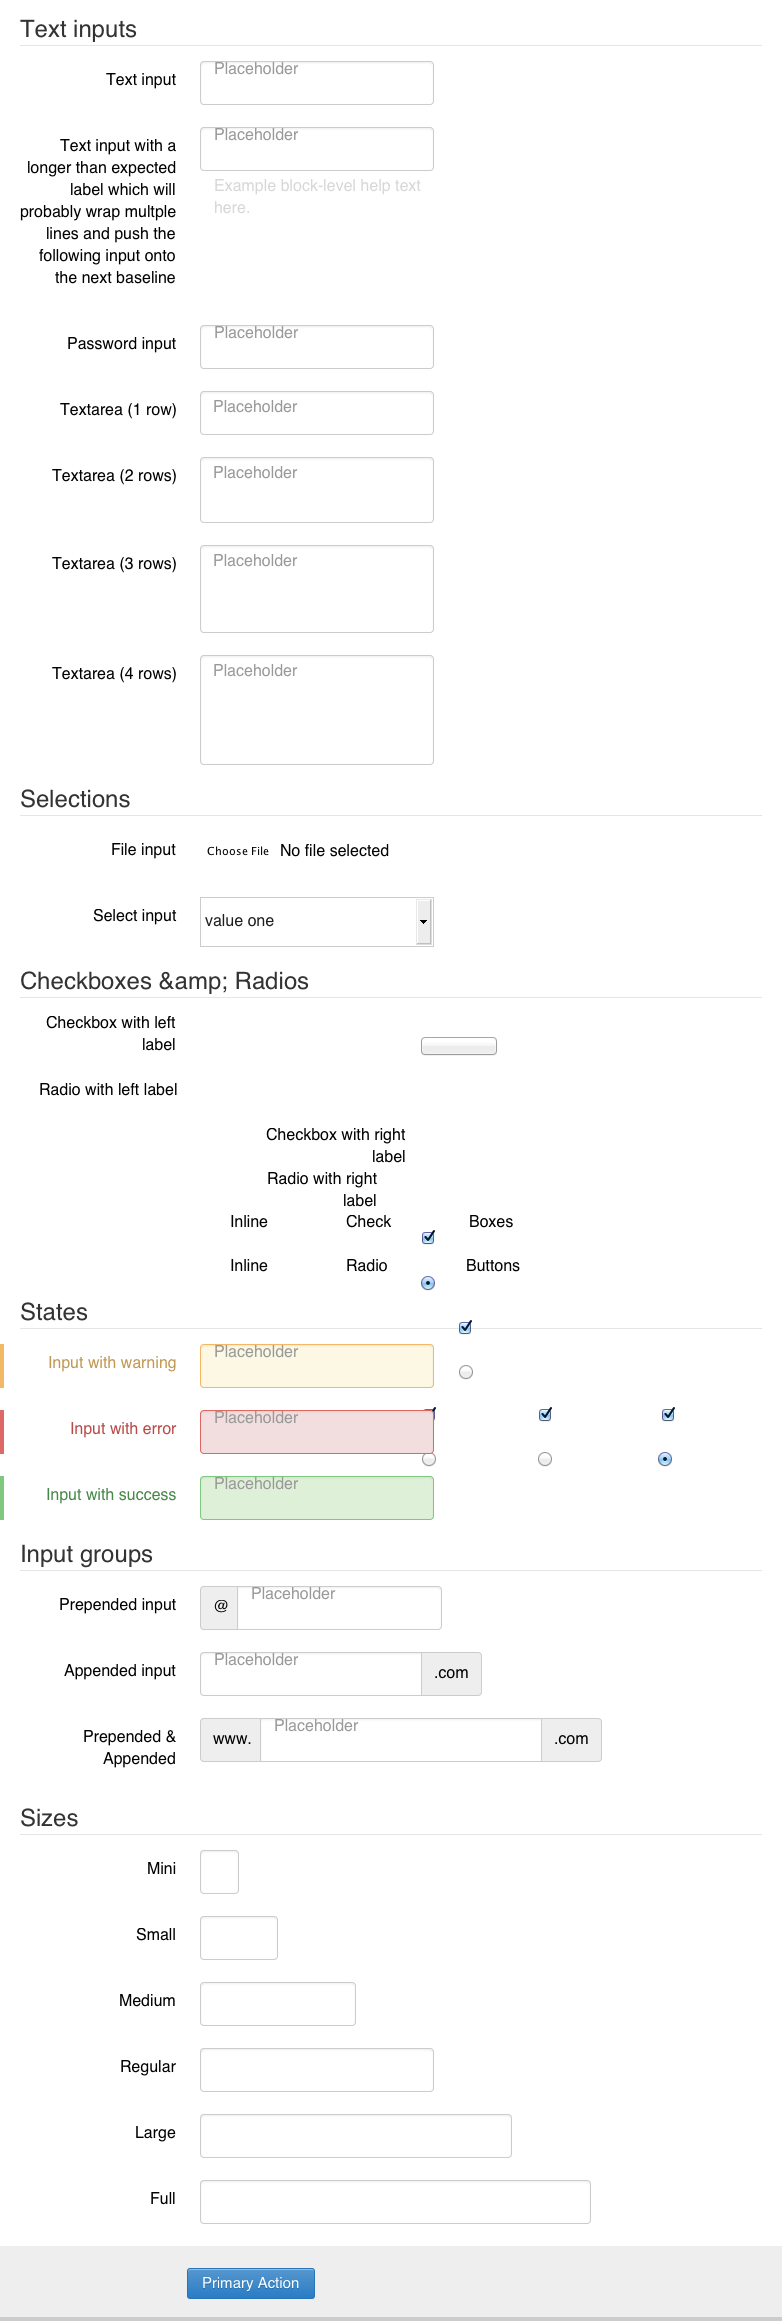 Text inputs
Text input
Placeholder
Text input with a
longer than expected
label which will
probably wrap multple
lines and push the
following input onto
the next baseline
Placeholder
Example block-level help text
here.
Password input
Placeholder
Textarea (1 row)
Placeholder
Textarea (2 rows)
Placeholder
Textarea (3 rows)
Placeholder
Textarea (4 rows)
Placeholder
Selections
File input
Choose File No file selected
Select input
value one
Checkboxes &amp; Radios
Checkbox with left
label
Radio with left label
Checkbox with right
label
Radio with right
label
Inline Check Boxes
Inline Radio Buttons
States
Input with warning
Placeholder
Input with error
Placeholder
Input with success
Placeholder
Input groups
Prepended input
@ Placeholder
Appended input
Placeholder .com
Prepended &
Appended
www. Placeholder .com
Sizes
Mini
Small
Medium
Regular
Large
Full
Primary Action